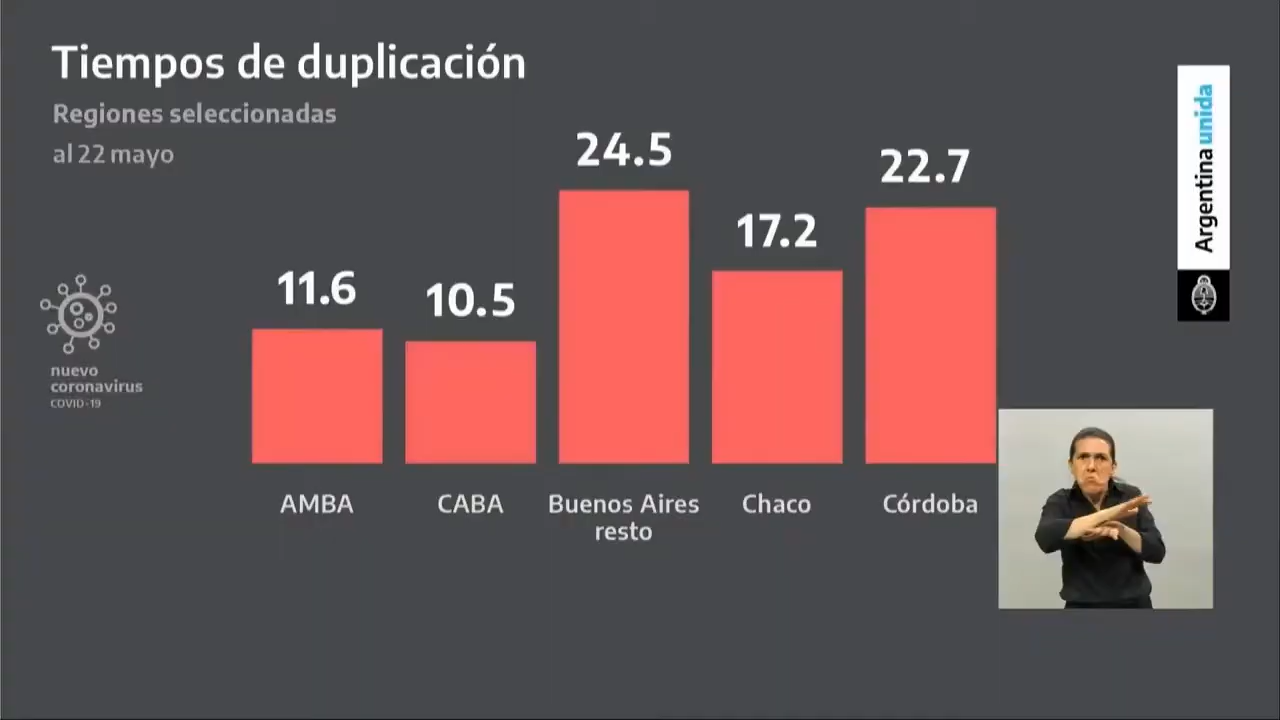 Tiempos de duplicación
Regiones seleccionadas
al 22 mayo
24.5
22.7
17.2
11.6
10.5
nuevo
coronavirus
COVID-19
AMBA
CABA
Buenos Aires
resto
Chaco
Córdoba
Argentina unida